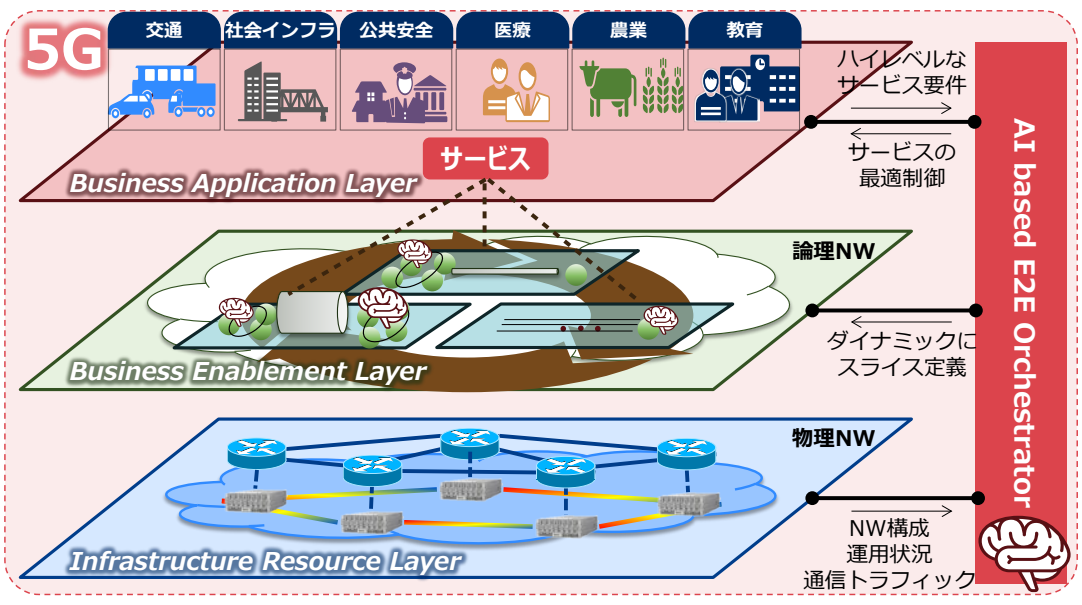 5G
交通
社会インフラ
公共安全
医療
農業
教育
サービス
Business Application Layer
ハイレベルな
サービス要件
サービスの
最適制御
論理NW
Business Enablement Layer
ダイナミックに
スライス定義
物理NW
Infrastructure Resource Layer
NW構成
運用状況
通信トラフィック
AI based E2E Orchestrator